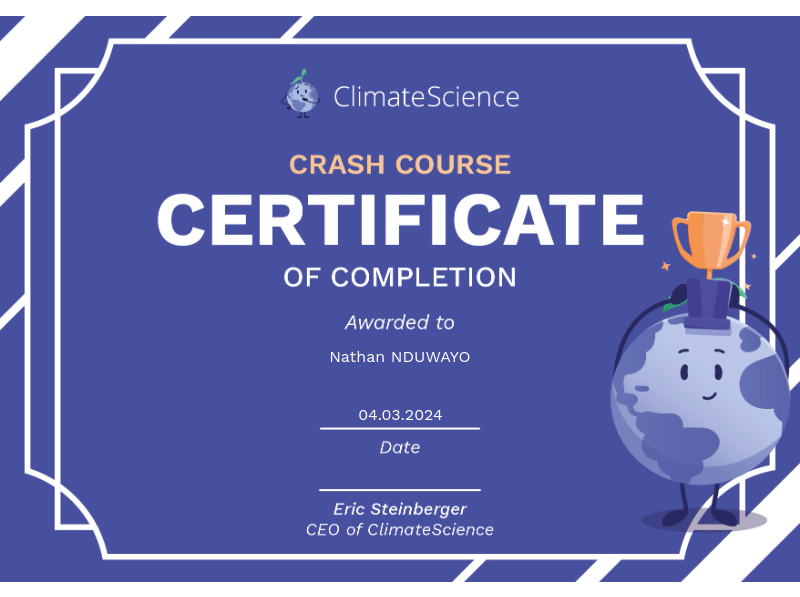 ClimateScience
CRASH COURSE
CERTIFICATE
OF COMPLETION
Awarded to
Nathan NDUWAYO
04.03.2024
Date
Eric Steinberger
CEO of ClimateScience